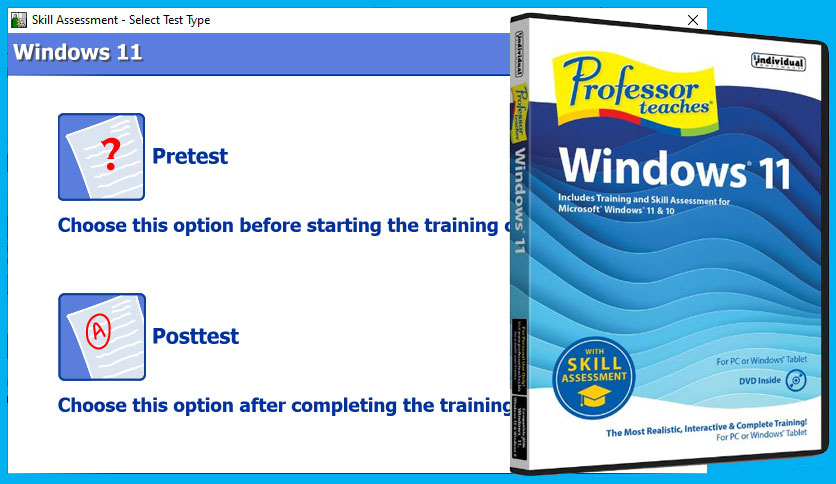 Skill Assessment - Select Test Type
Windows 11
?
Pretest
Choose this option before starting the training
A
Posttest
Choose this option after completing the training
individual
Windows 11
individual
Professor
teaches®
Windows® 11
Includes Training and Skill Assessment for
Microsoft® Windows® 11 & 10
WITH
SKILL
ASSESSMENT
For PC or Windows® Tablet
DVD Inside
The Most Realistic, Interactive & Complete Training!
For PC or Windows® Tablet